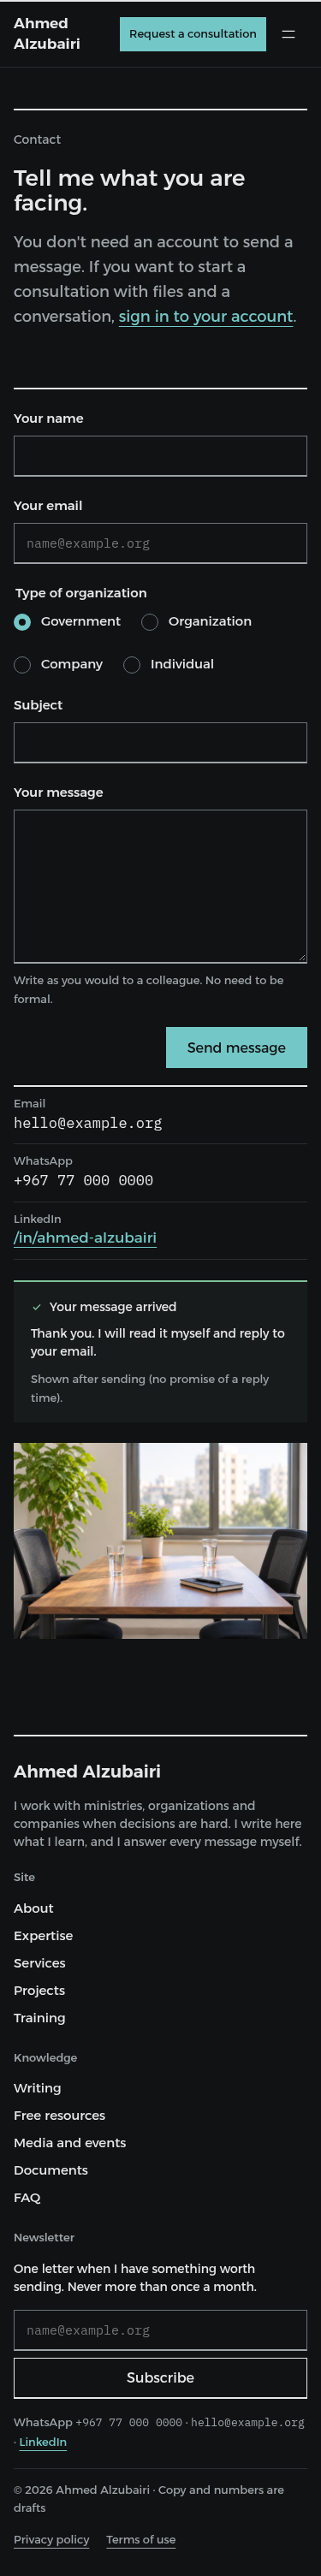 Ahmed
Alzubairi
Request a consultation
Contact
Tell me what you are
facing.
You don't need an account to send a
message. If you want to start a
consultation with files and a
conversation, sign in to your account.
Your name
Your email
name@example.org
Type of organization
Government
Organization
Company
Individual
Subject
Your message
Write as you would to a colleague. No need to be
formal.
Send message
Email
hello@example.org
WhatsApp
+967 77 000 0000
LinkedIn
/in/ahmed-alzubairi
✓ Your message arrived
Thank you. I will read it myself and reply to
your email.
Shown after sending (no promise of a reply
time).
Ahmed Alzubairi
I work with ministries, organizations and
companies when decisions are hard. I write here
what I learn, and I answer every message myself.
Site
About
Expertise
Services
Projects
Training
Knowledge
Writing
Free resources
Media and events
Documents
FAQ
Newsletter
One letter when I have something worth
sending. Never more than once a month.
name@example.org
Subscribe
WhatsApp +967 77 000 0000 · hello@example.org
· LinkedIn
© 2026 Ahmed Alzubairi · Copy and numbers are
drafts
Privacy policy Terms of use